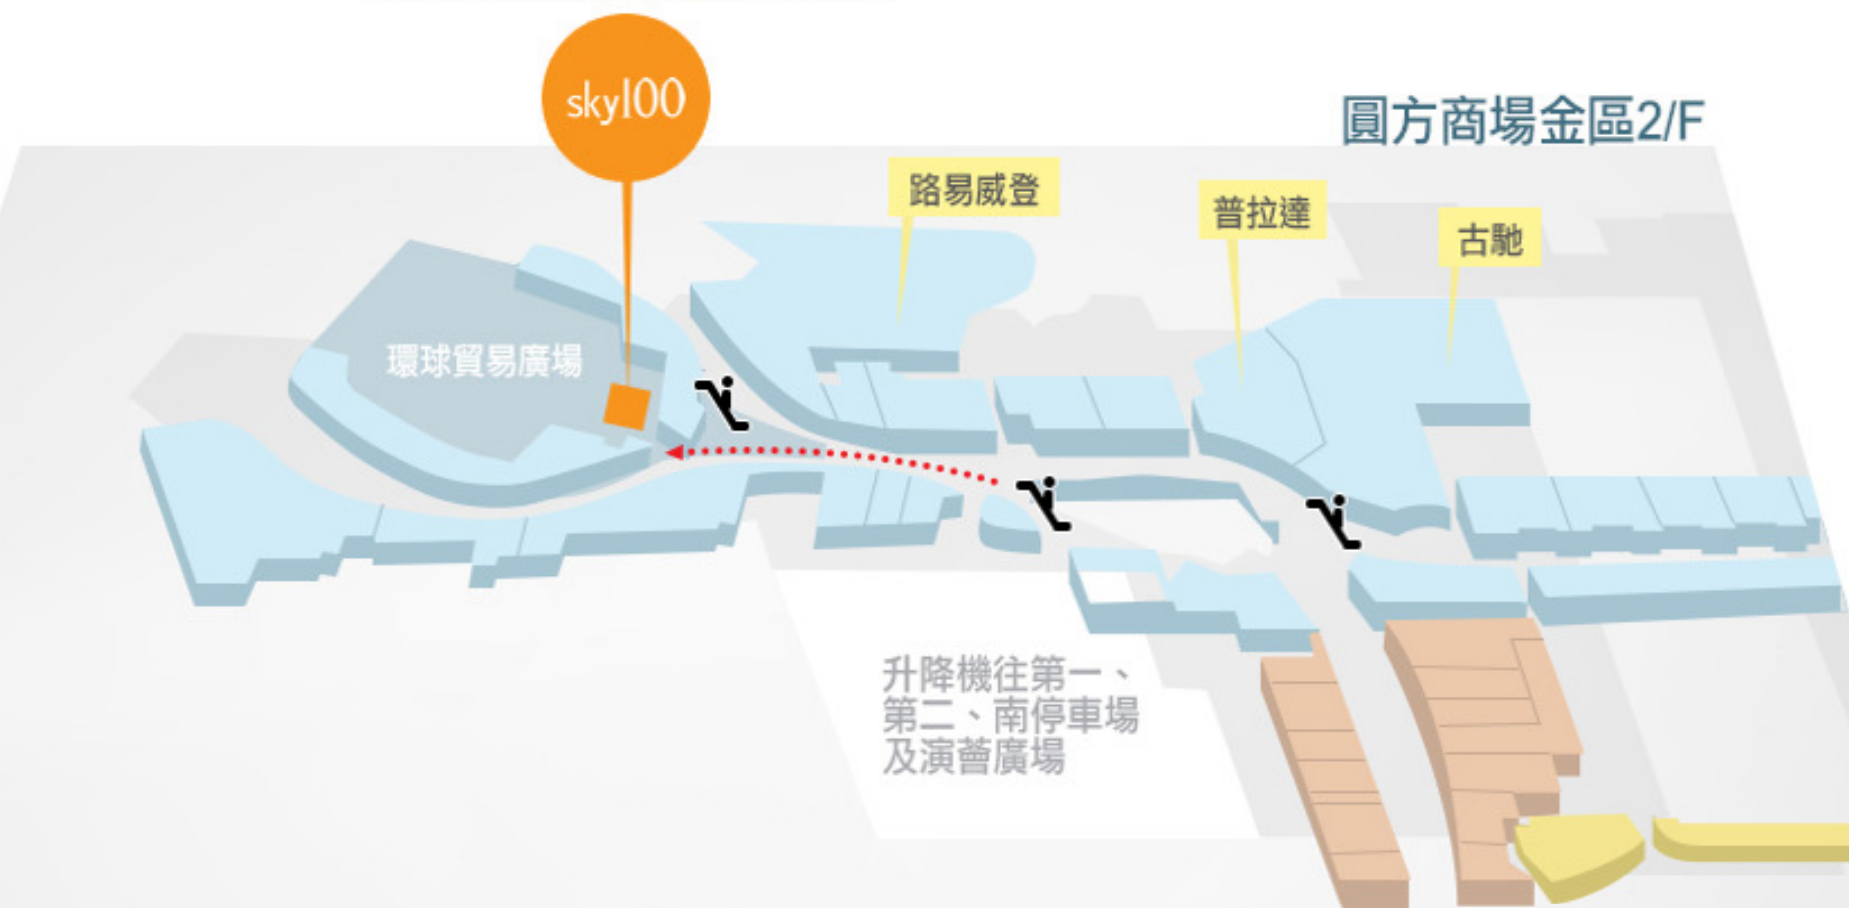 sky100
圓方商場金區2/F
路易威登
普拉達
古馳
環球貿易廣場
升降機往第一、
第二、南停車場
及演薈廣場